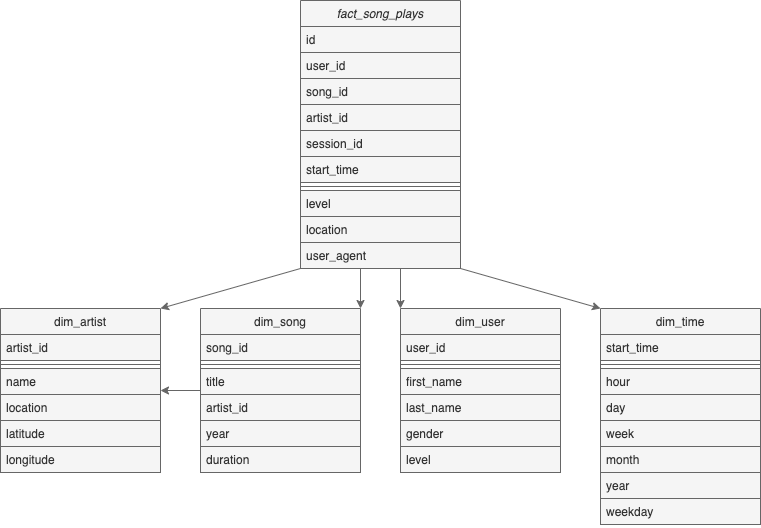 fact_song_plays
id
user_id
song_id
artist_id
session_id
start_time
level
location
user_agent
dim_artist
artist_id
name
location
latitude
longitude
dim_song
song_id
title
artist_id
year
duration
dim_user
user_id
first_name
last_name
gender
level
dim_time
start_time
hour
day
week
month
year
weekday